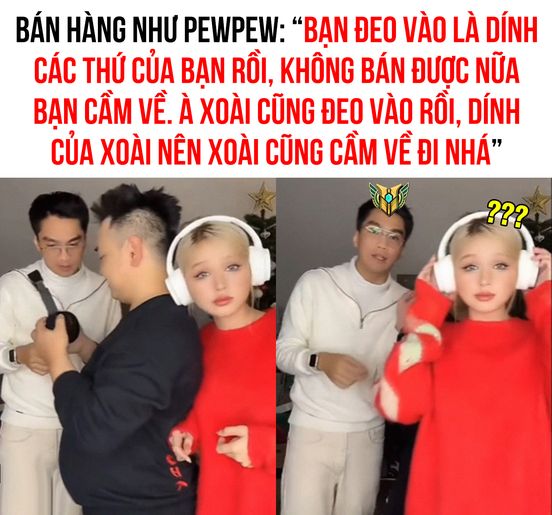 BÁN HÀNG NHƯ PEWPEW: “BẠN ĐEO VÀO LÀ DÍNH
CÁC THỨ CỦA BẠN RỒI, KHÔNG BÁN ĐƯỢC NỮA
BẠN CẦM VỀ. À XOÀI CŨNG ĐEO VÀO RỒI, DÍNH
CỦA XOÀI NÊN XOÀI CŨNG CẦM VỀ ĐI NHÁ”
???